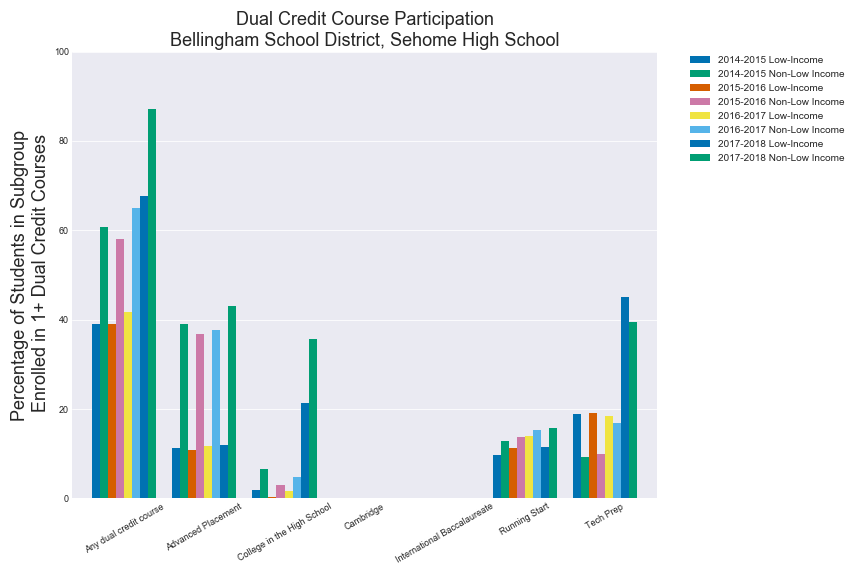 Dual Credit Course Participation
Bellingham School District, Sehome High School
Percentage of Students in Subgroup
Enrolled in 1+ Dual Credit Courses
100
80
60
40
20
0
Any dual credit course
Advanced Placement
College in the High School
Cambridge
International Baccalaureate
Running Start
Tech Prep
2014-2015 Low-Income
2014-2015 Non-Low Income
2015-2016 Low-Income
2015-2016 Non-Low Income
2016-2017 Low-Income
2016-2017 Non-Low Income
2017-2018 Low-Income
2017-2018 Non-Low Income